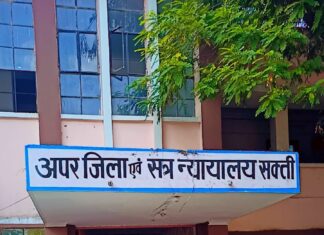 अपर जिला एवं सत्र न्यायालय सक्ती